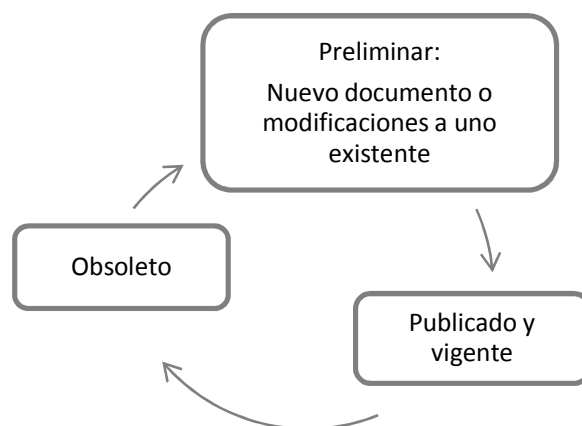 Preliminar:
Nuevo documento o
modificaciones a uno
existente
Obsoleto
Publicado y
vigente